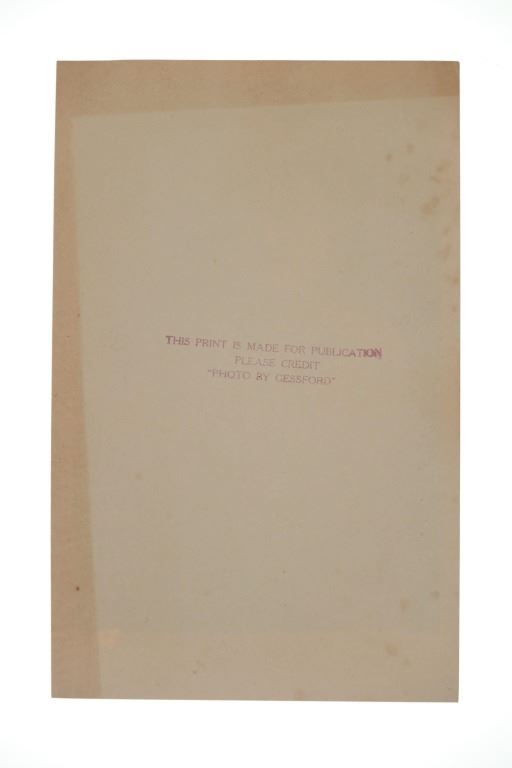 THIS PRINT IS MADE FOR PUBLICATION
PLEASE CREDIT
"PHOTO BY GESSFORD"